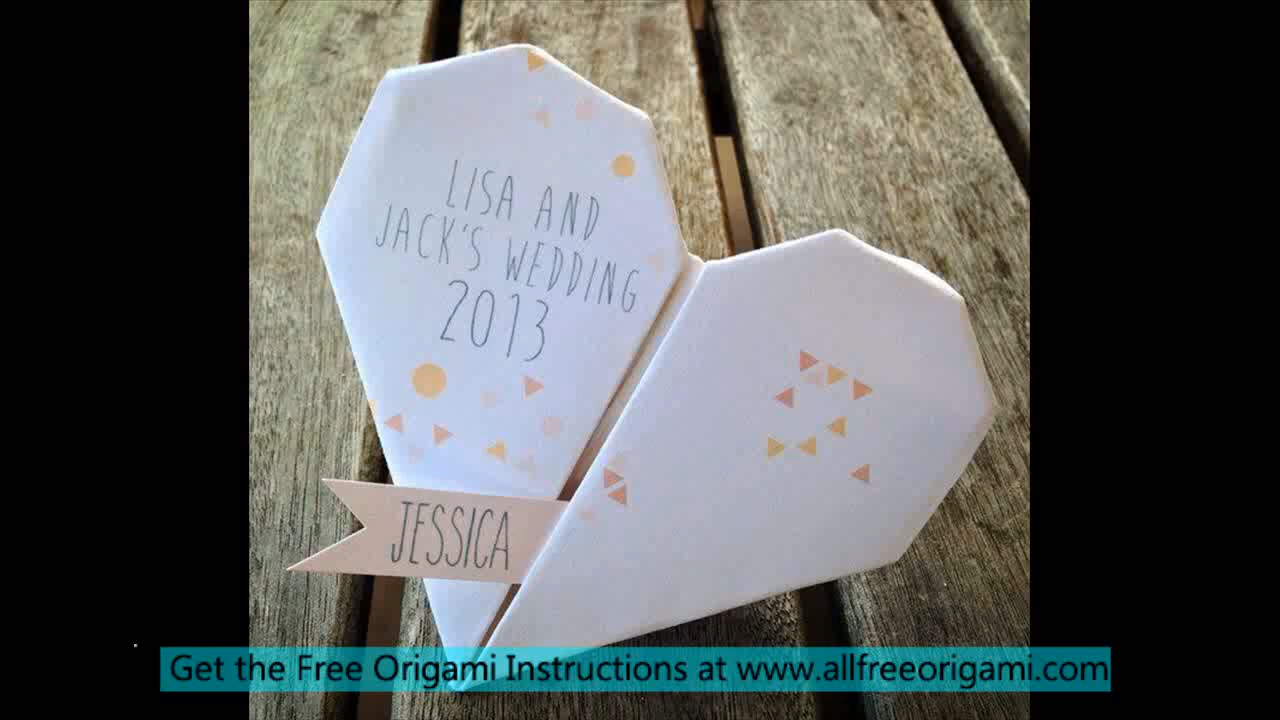 LISA AND
JACK'S WEDDING
2013
JESSICA
Get the Free Origami Instructions at www.allfreeorigami.com